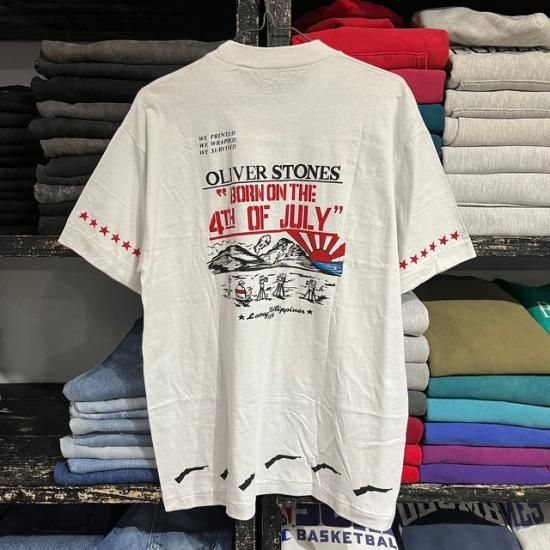 WE PRINTED
WE WRAPPED
WE SURVIVED
OLIVER STONES
"BORN ON THE
4TH OF JULY"
Philippines
BASKETBALL